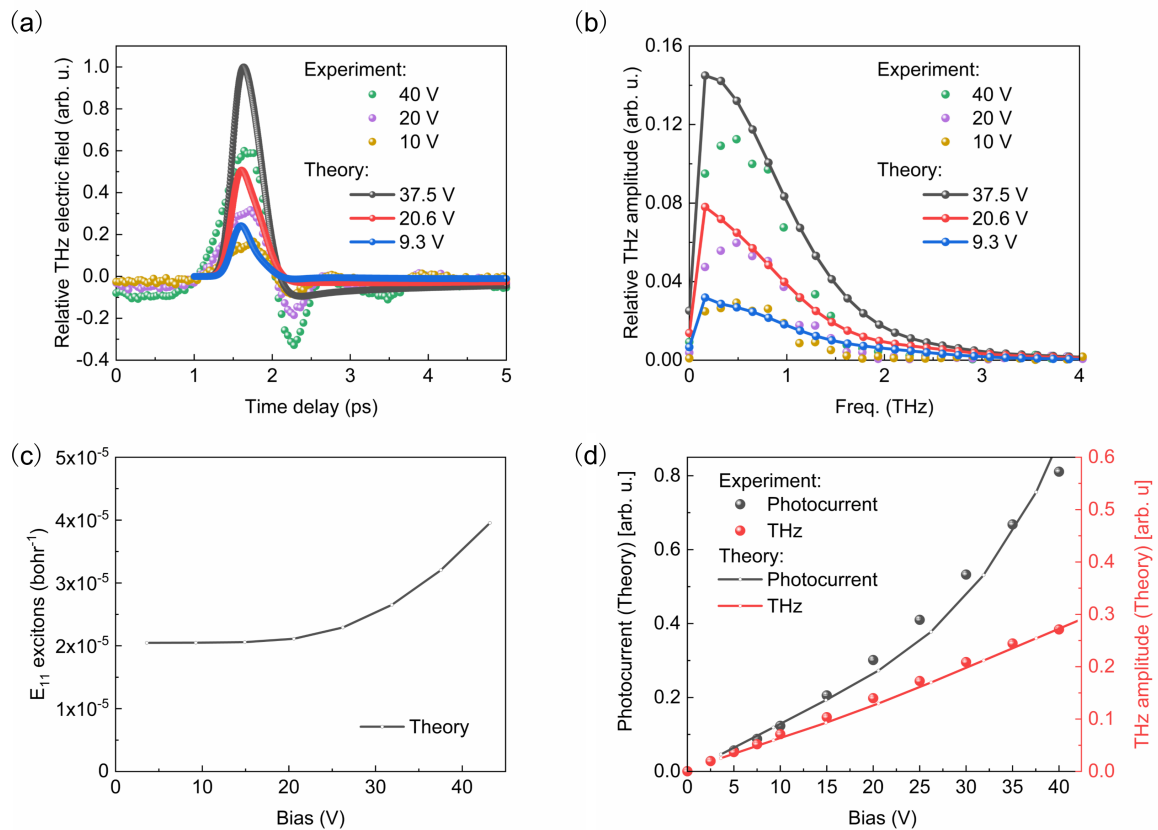 (a)
Relative THz electric field (arb. u.)
1.0
0.8
0.6
0.4
0.2
0.0
-0.2
-0.4
Experiment:
40 V
20 V
10 V
Theory:
37.5 V
20.6 V
9.3 V
0 1 2 3 4 5
Time delay (ps)
(b)
Relative THz amplitude (arb. u.)
0.16
0.12
0.08
0.04
0.00
Experiment:
40 V
20 V
10 V
Theory:
37.5 V
20.6 V
9.3 V
0 1 2 3 4
Freq. (THz)
(c)
E₁₁ excitons (bohr⁻¹)
5x10⁻⁵
4x10⁻⁵
3x10⁻⁵
2x10⁻⁵
1x10⁻⁵
0
Theory
0 10 20 30 40
Bias (V)
(d)
Photocurrent (Theory) [arb. u.]
0.8
0.6
0.4
0.2
0.0
Experiment:
Photocurrent
THz
Theory:
Photocurrent
THz
0 5 10 15 20 25 30 35 40
Bias (V)
0.6
0.5
0.4
0.3
0.2
0.1
0.0
THz amplitude (Theory) [arb. u]